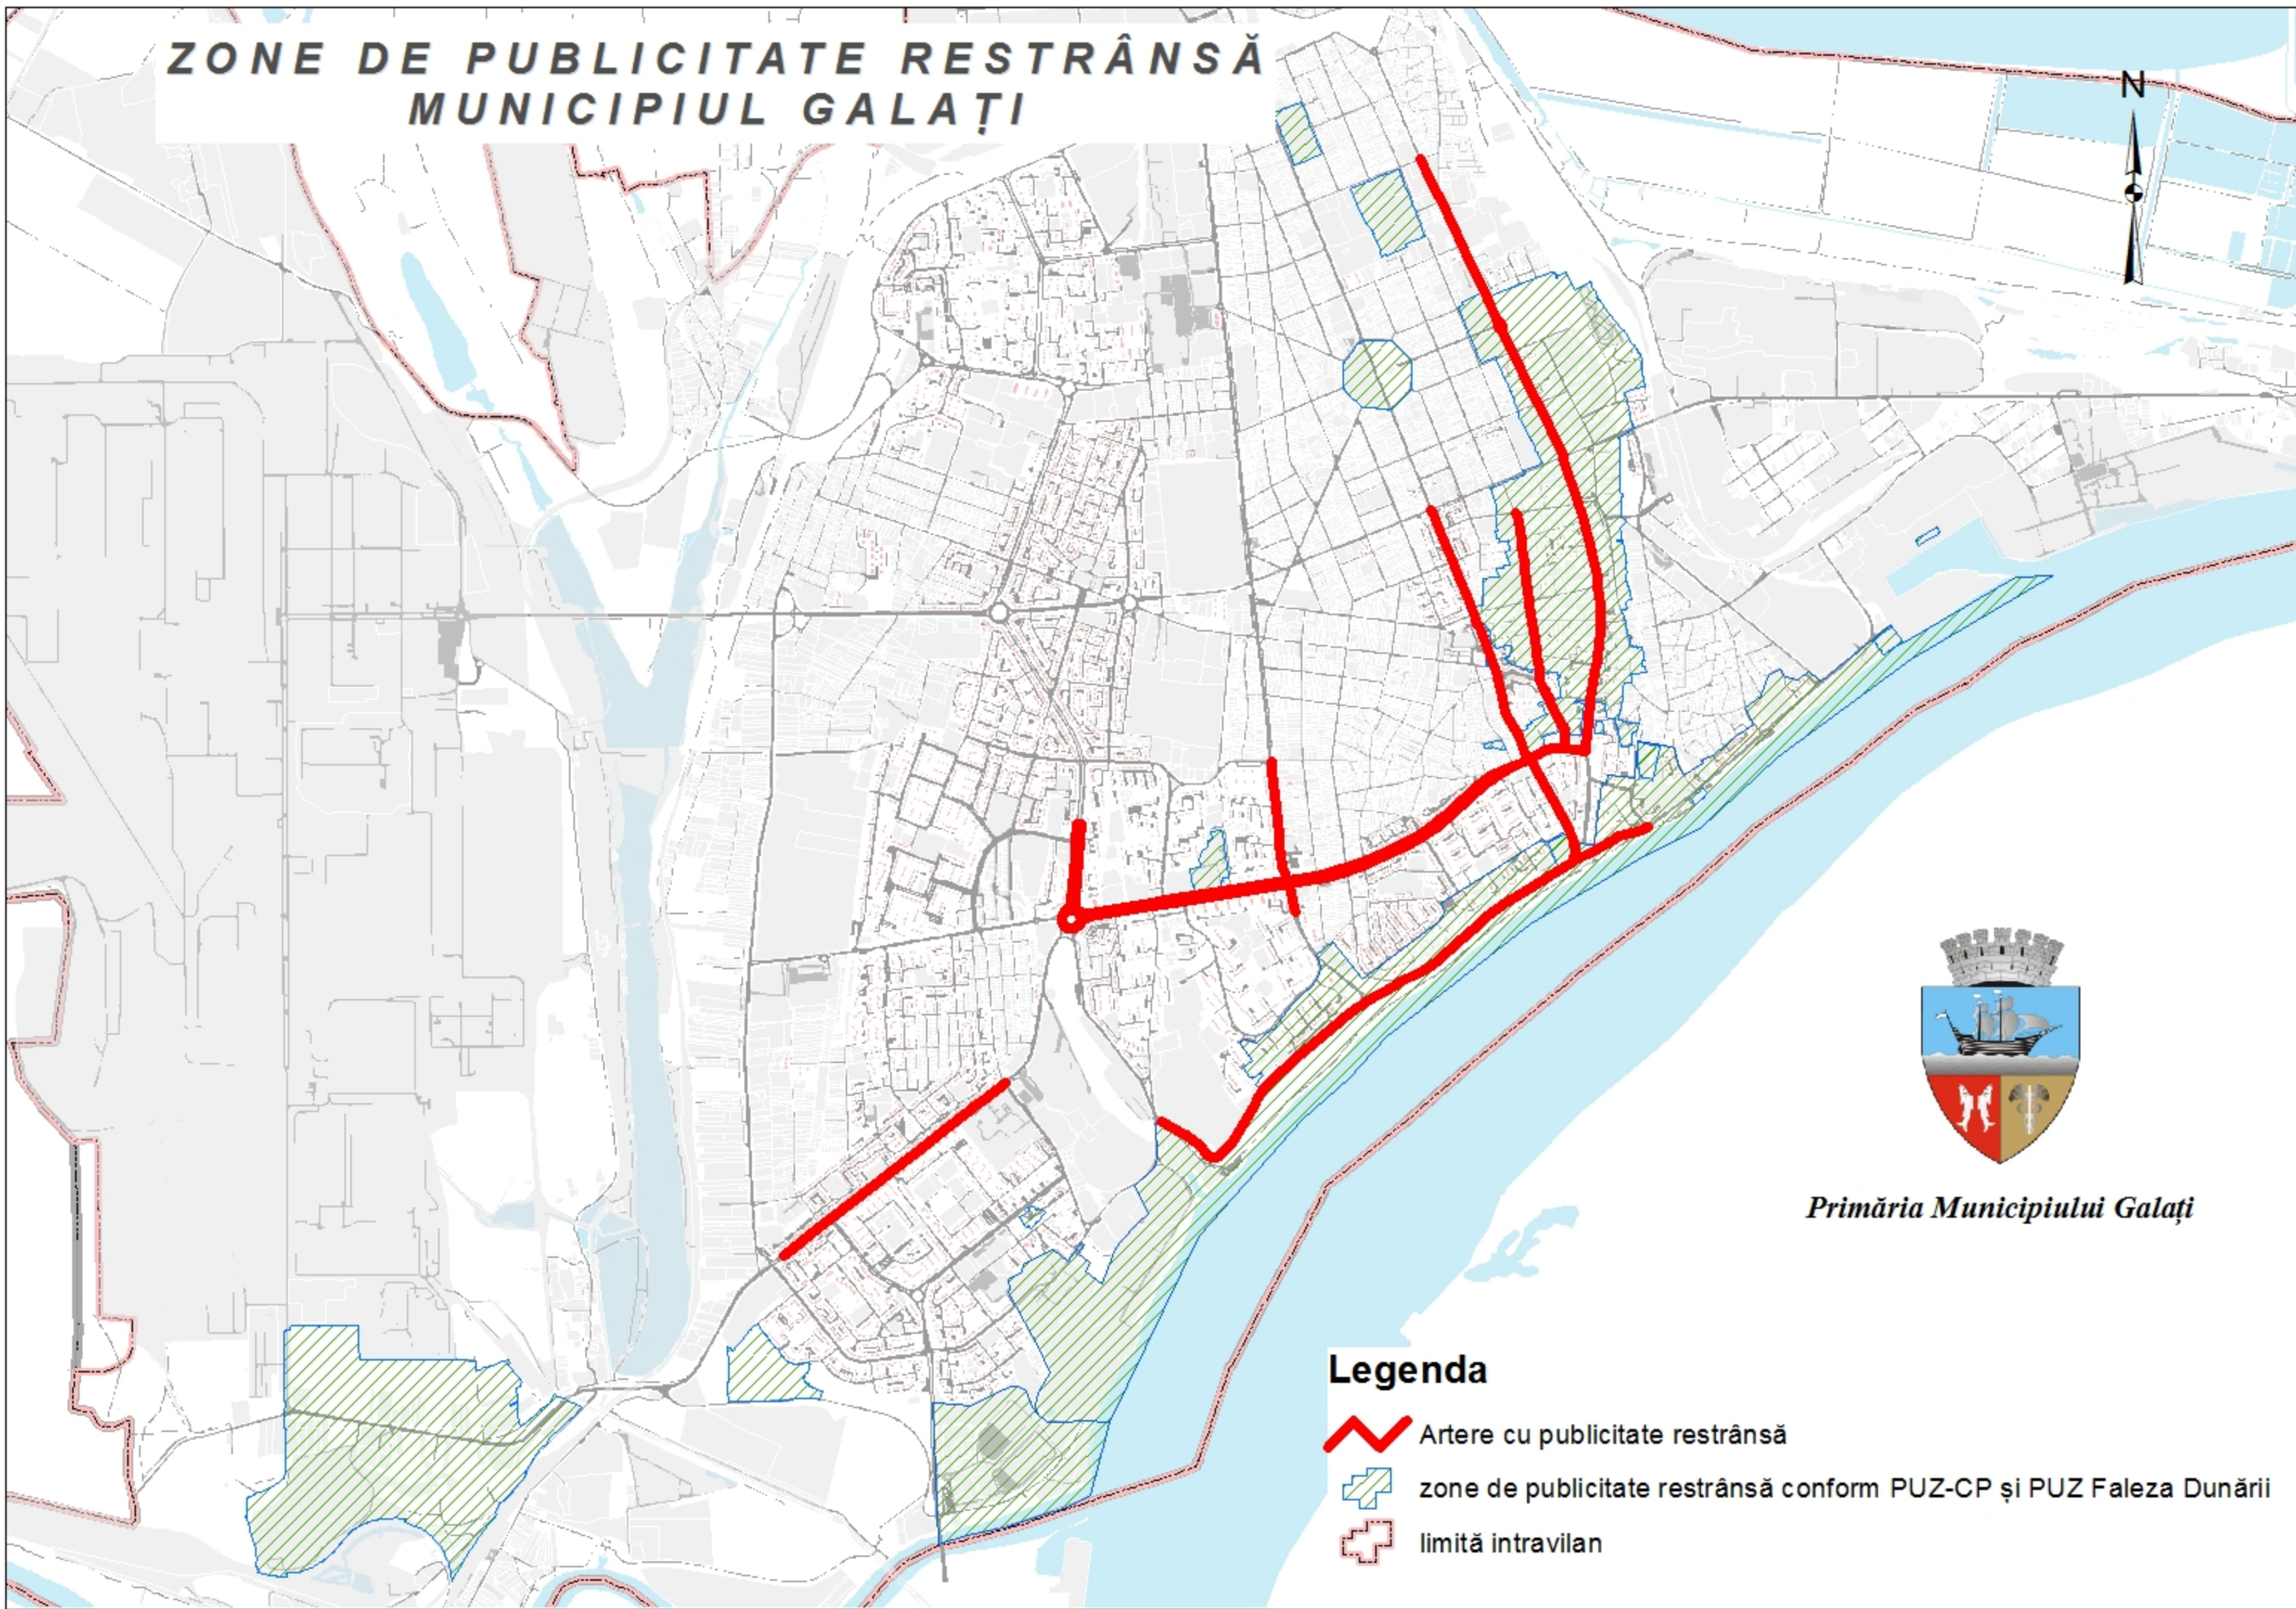 ZONE DE PUBLICITATE RESTRÂNSĂ
MUNICIPIUL GALAȚI
N
Primăria Municipiului Galați
Legenda
Artere cu publicitate restrânsă
zone de publicitate restrânsă conform PUZ-CP și PUZ Faleza Dunării
limită intravilan